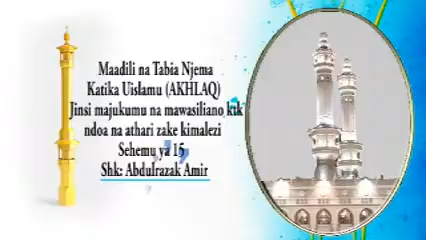 Maadili na Tabia Njema
Katika Uislamu (AKHLAQ)
Jinsi majukumu na mawasiliano ktk
ndoa na athari zake kimalezi
Sehemu ya 15
Shk: Abdulrazak Amir